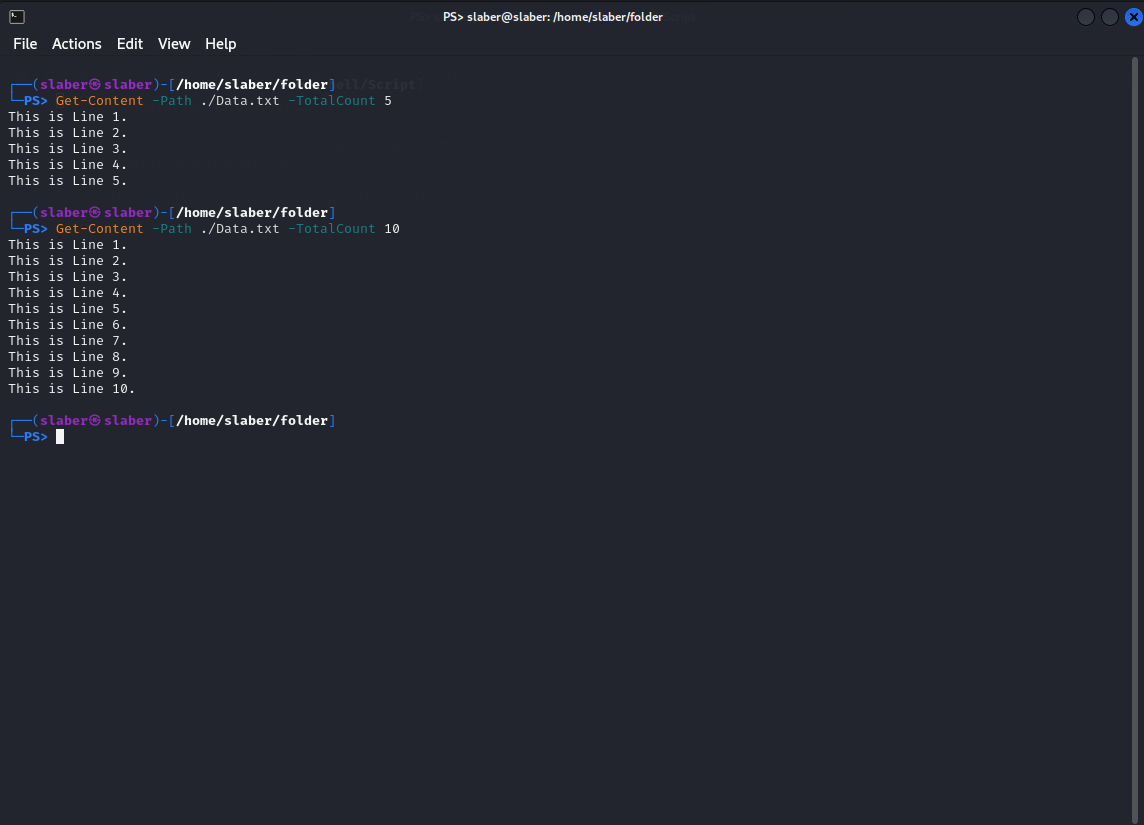 PS> slaber@slaber: /home/slaber/folder
File Actions Edit View Help
┌──(slaber㉿slaber)-[/home/slaber/folder]ell/Script
└─PS> Get-Content -Path ./Data.txt -TotalCount 5
This is Line 1.
This is Line 2.
This is Line 3.
This is Line 4.
This is Line 5.
┌──(slaber㉿slaber)-[/home/slaber/folder]
└─PS> Get-Content -Path ./Data.txt -TotalCount 10
This is Line 1.
This is Line 2.
This is Line 3.
This is Line 4.
This is Line 5.
This is Line 6.
This is Line 7.
This is Line 8.
This is Line 9.
This is Line 10.
┌──(slaber㉿slaber)-[/home/slaber/folder]
└─PS>